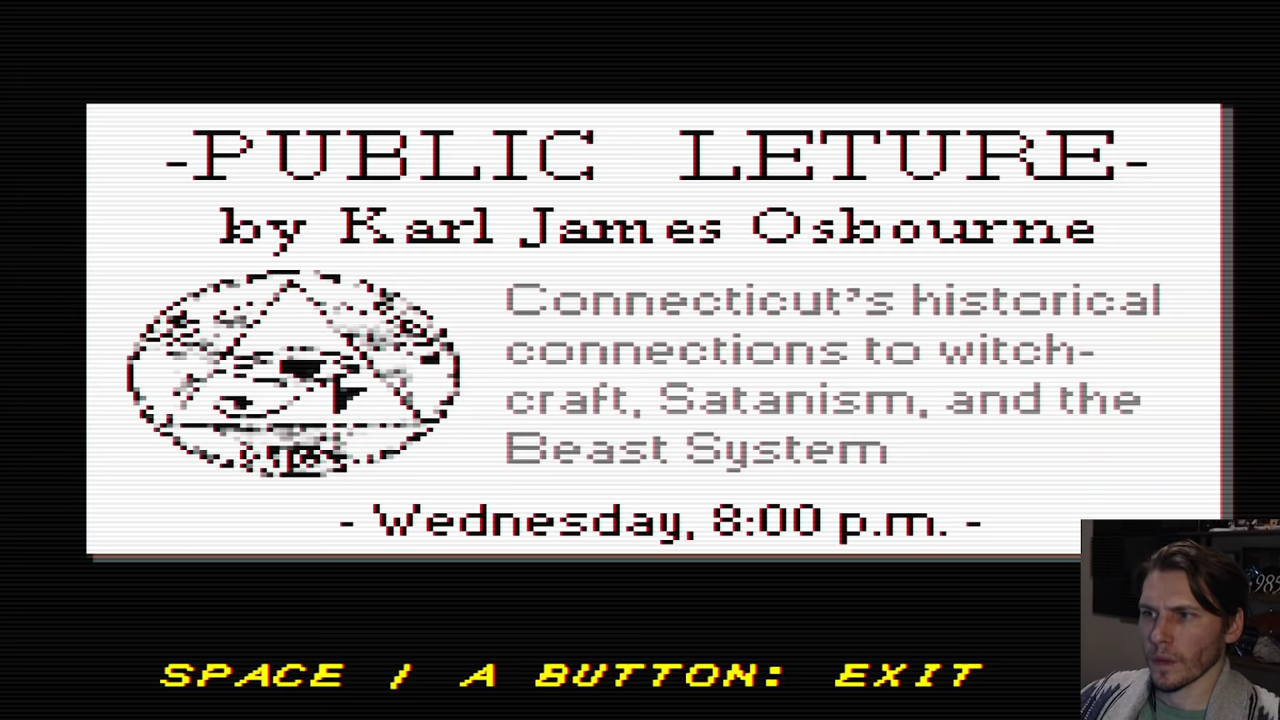 -PUBLIC LETURE-
by Karl James Osbourne
Connecticut's historical
connections to witch-
craft, Satanism, and the
Beast System
- Wednesday, 8:00 p.m. -
SPACE / A BUTTON: EXIT
985